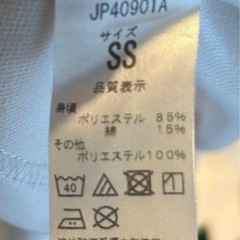 JP40901A
サイズ
SS
品質表示
身頃
ポリエステル 85%
綿 15%
その他
ポリエステル100%
40